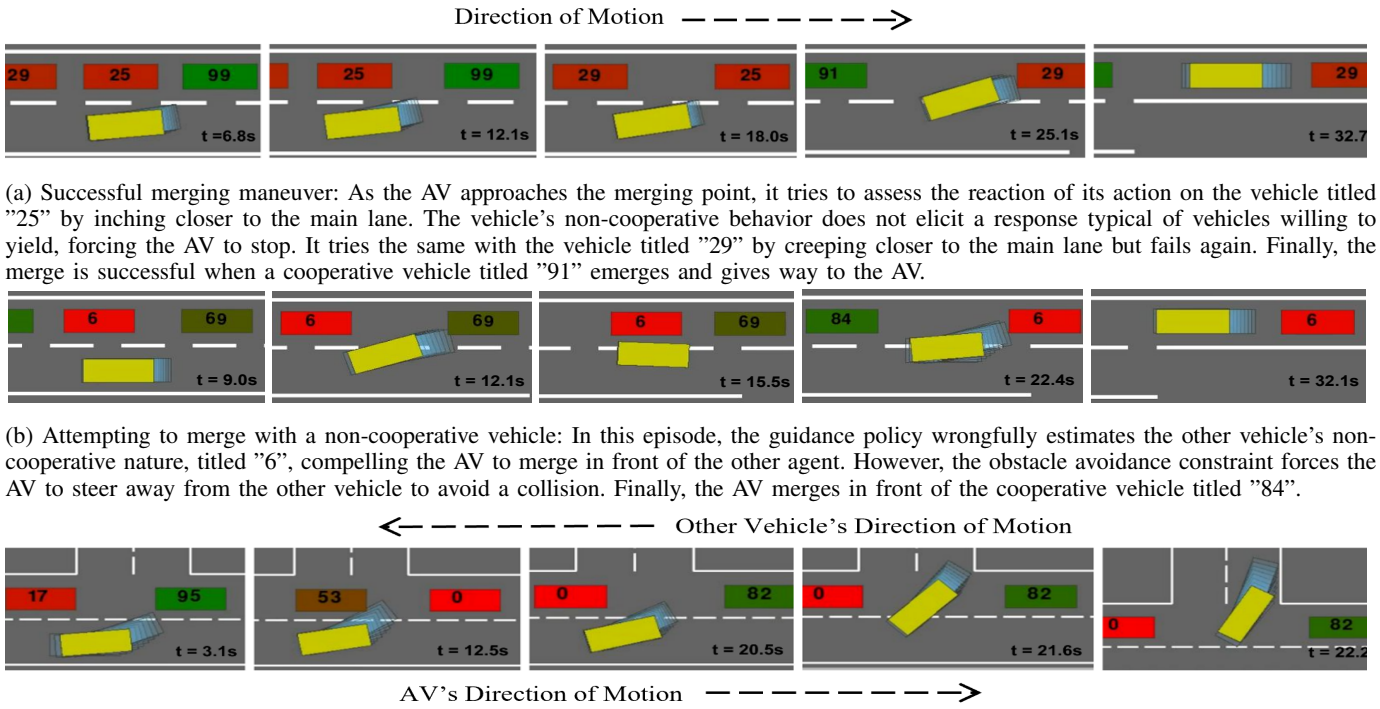 Direction of Motion
29 25 99 t =6.8s
25 99 t = 12.1s
29 25 t = 18.0s
91 29 t = 25.1s
29 t = 32.7
(a) Successful merging maneuver: As the AV approaches the merging point, it tries to assess the reaction of its action on the vehicle titled
”25” by inching closer to the main lane. The vehicle’s non-cooperative behavior does not elicit a response typical of vehicles willing to
yield, forcing the AV to stop. It tries the same with the vehicle titled ”29” by creeping closer to the main lane but fails again. Finally, the
merge is successful when a cooperative vehicle titled ”91” emerges and gives way to the AV.
6 69 t = 9.0s
6 69 t = 12.1s
6 69 t = 15.5s
84 6 t = 22.4s
6 t = 32.1s
(b) Attempting to merge with a non-cooperative vehicle: In this episode, the guidance policy wrongfully estimates the other vehicle’s non-
cooperative nature, titled ”6”, compelling the AV to merge in front of the other agent. However, the obstacle avoidance constraint forces the
AV to steer away from the other vehicle to avoid a collision. Finally, the AV merges in front of the cooperative vehicle titled ”84”.
Other Vehicle’s Direction of Motion
17 95 t = 3.1s
53 0 t = 12.5s
0 82 t = 20.5s
0 82 t = 21.6s
0 82 t = 22.2
AV’s Direction of Motion